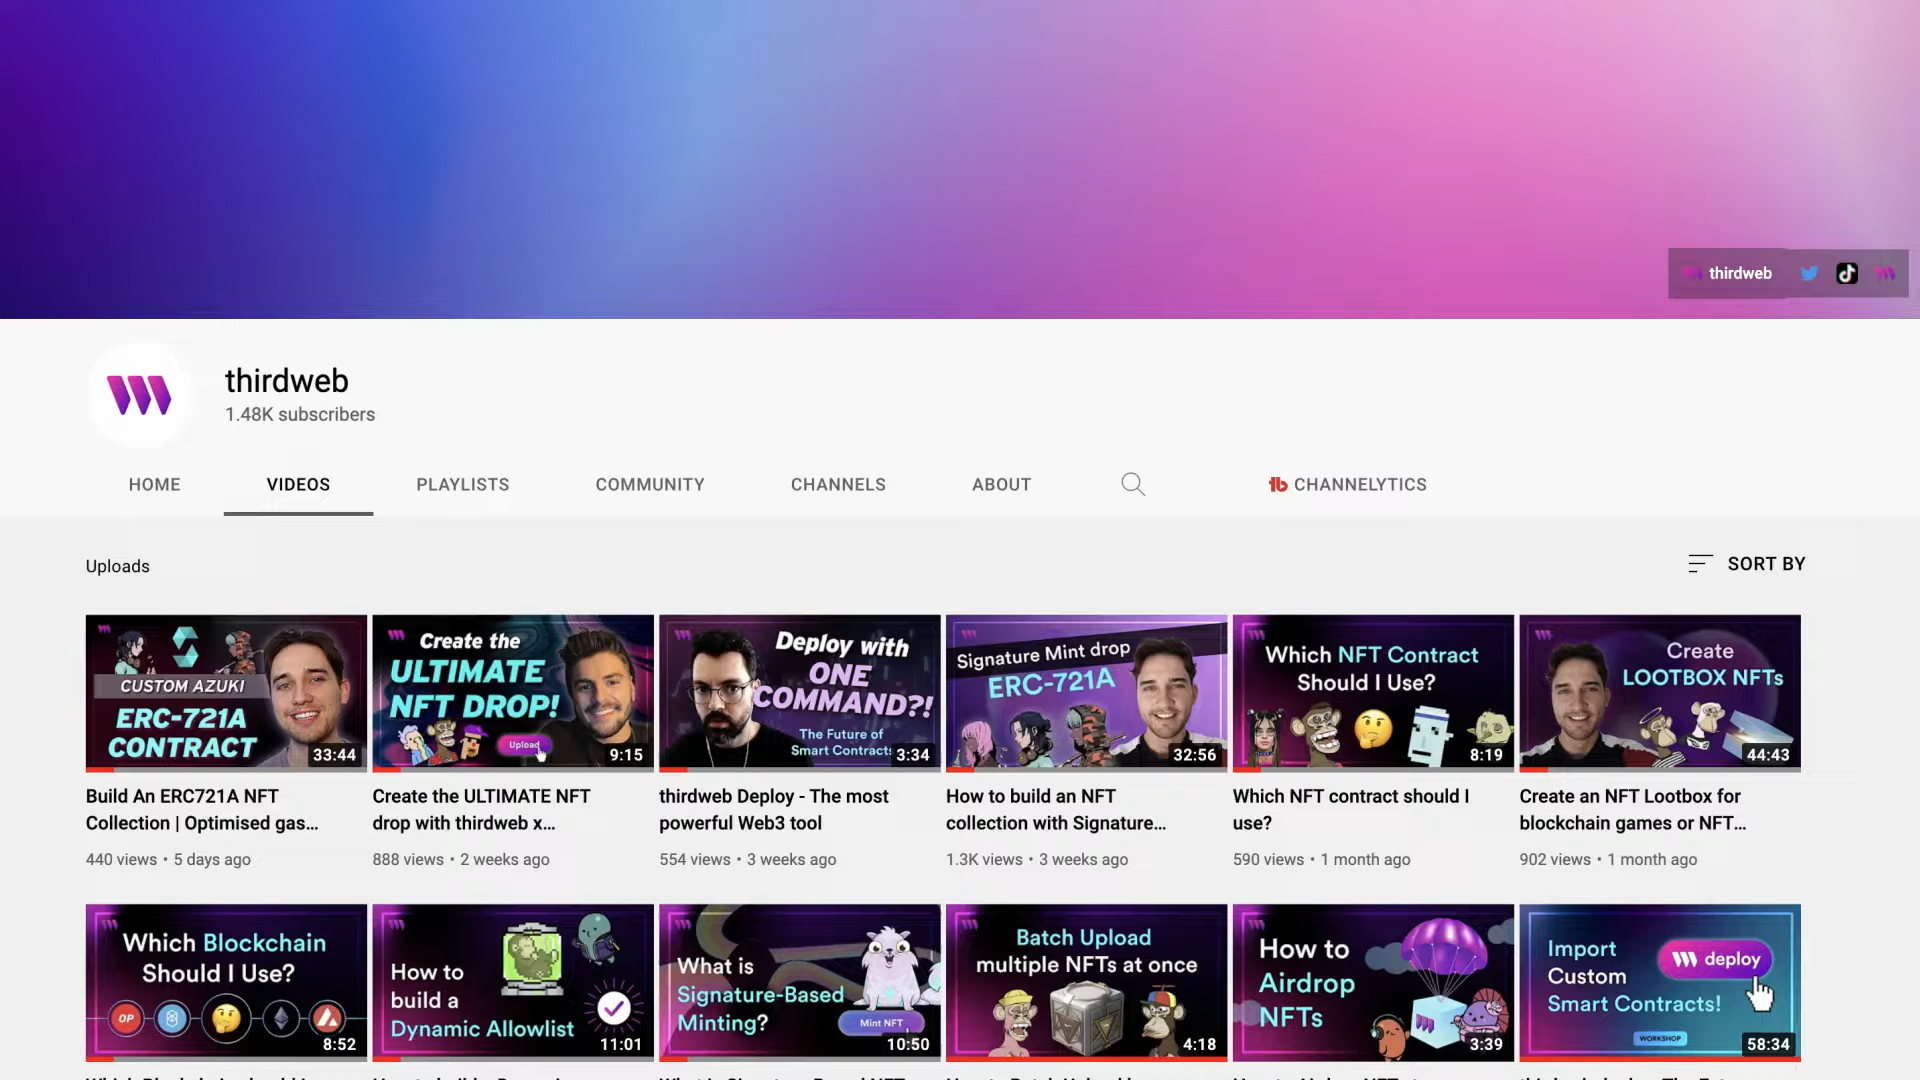 thirdweb
thirdweb
1.48K subscribers
HOME
VIDEOS
PLAYLISTS
COMMUNITY
CHANNELS
ABOUT
CHANNELYTICS
Uploads
SORT BY
CUSTOM AZUKI
ERC-721A
CONTRACT
33:44
Build An ERC721A NFT
Collection | Optimised gas...
440 views • 5 days ago
Create the
ULTIMATE
NFT DROP!
Upload
9:15
Create the ULTIMATE NFT
drop with thirdweb x...
888 views • 2 weeks ago
Deploy with
ONE
COMMAND?!
The Future of
Smart Contracts
3:34
thirdweb Deploy - The most
powerful Web3 tool
554 views • 3 weeks ago
Signature Mint drop
ERC-721A
32:56
How to build an NFT
collection with Signature...
1.3K views • 3 weeks ago
Which NFT Contract
Should I Use?
8:19
Which NFT contract should I
use?
590 views • 1 month ago
Create
LOOTBOX NFTs
44:43
Create an NFT Lootbox for
blockchain games or NFT...
902 views • 1 month ago
Which Blockchain
Should I Use?
OP
8:52
How to
build a
Dynamic Allowlist
11:01
What is
Signature-Based
Minting?
Mint NFT
10:50
Batch Upload
multiple NFTs at once
4:18
How to
Airdrop
NFTs
3:39
Import
Custom
Smart Contracts!
deploy
WORKSHOP
58:34